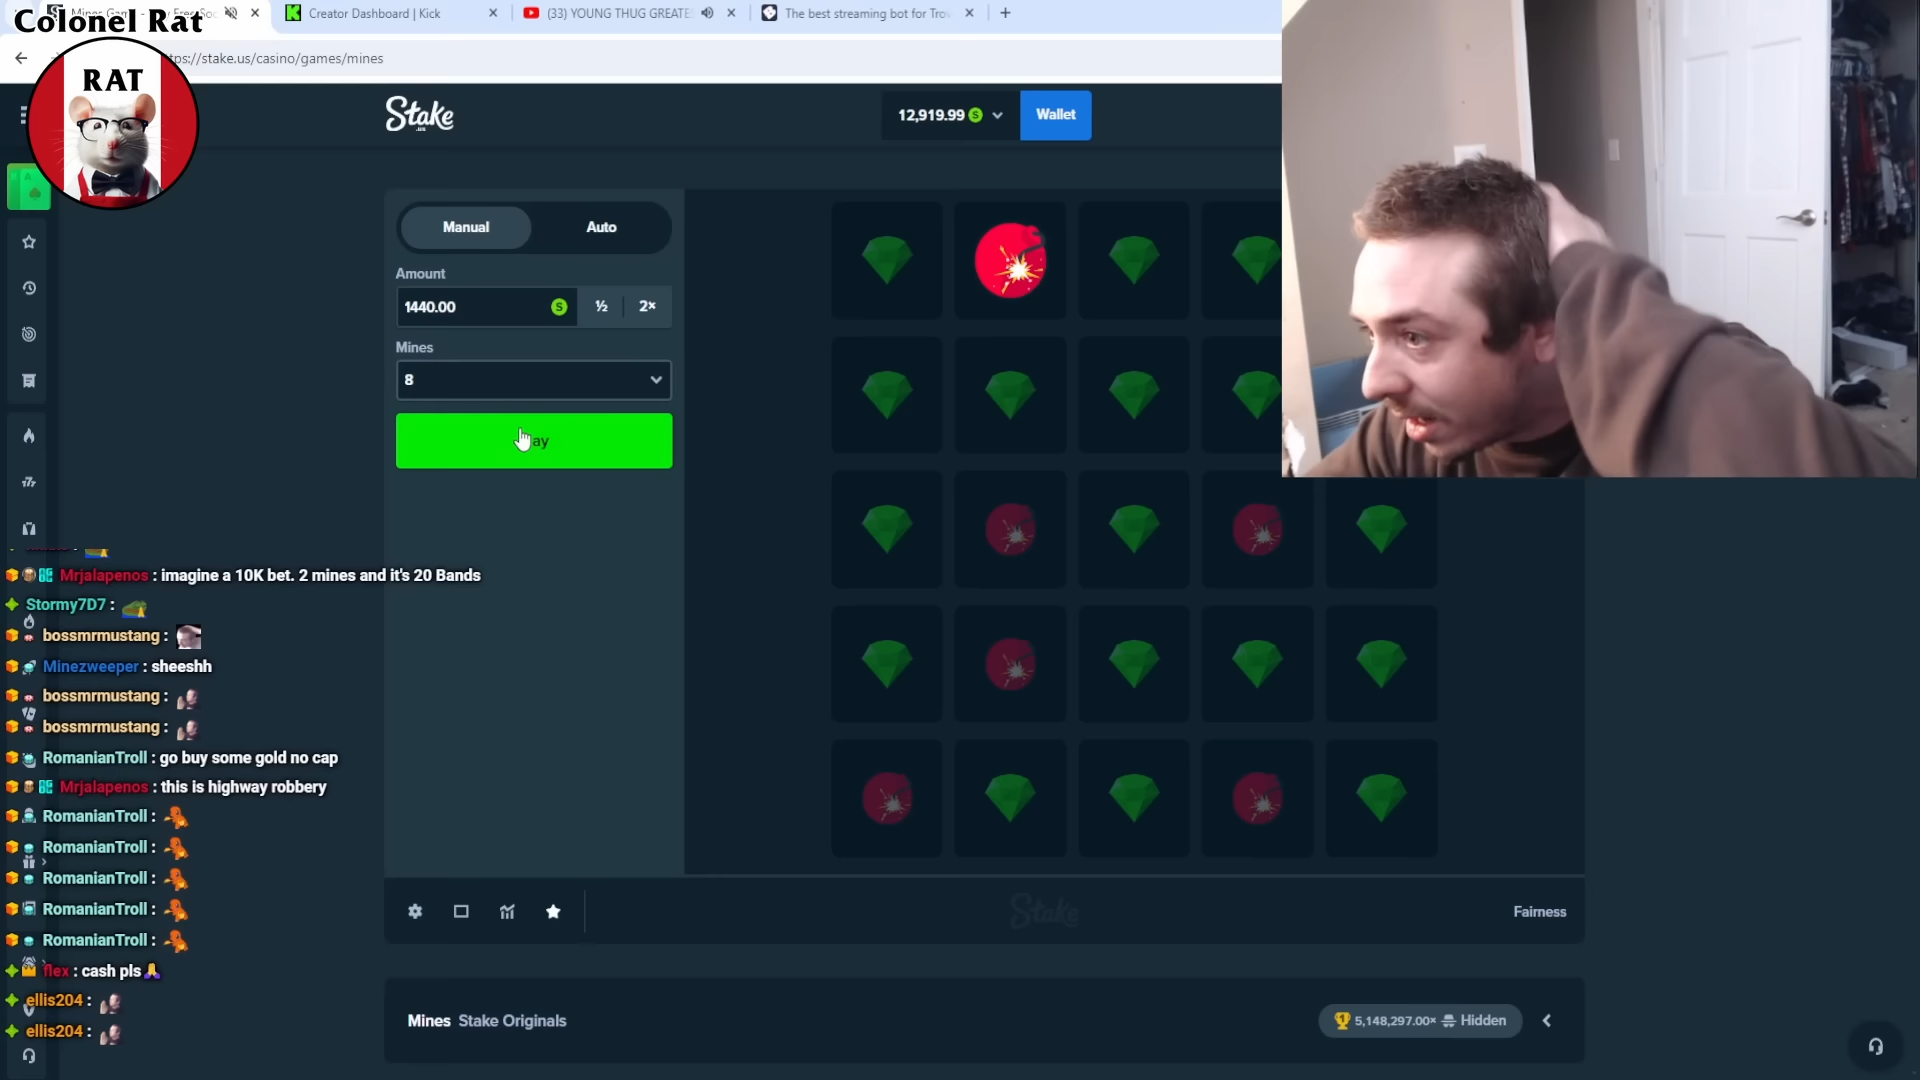 Colonel Rat
RAT
Creator Dashboard | Kick
(33) YOUNG THUG GREATES
The best streaming bot for Trov
stake.us/casino/games/mines
Stake
12,919.99
Wallet
Manual
Auto
Amount
1440.00
½
2×
Mines
8
Mrjalapenos : imagine a 10K bet. 2 mines and it's 20 Bands
Stormy7D7 :
bossmrmustang :
Minezweeper : sheeshh
bossmrmustang :
bossmrmustang :
RomanianTroll : go buy some gold no cap
Mrjalapenos : this is highway robbery
RomanianTroll :
RomanianTroll :
RomanianTroll :
RomanianTroll :
RomanianTroll :
flex : cash pls
ellis204 :
ellis204 :
Stake
Fairness
Mines Stake Originals
5,148,297.00× Hidden